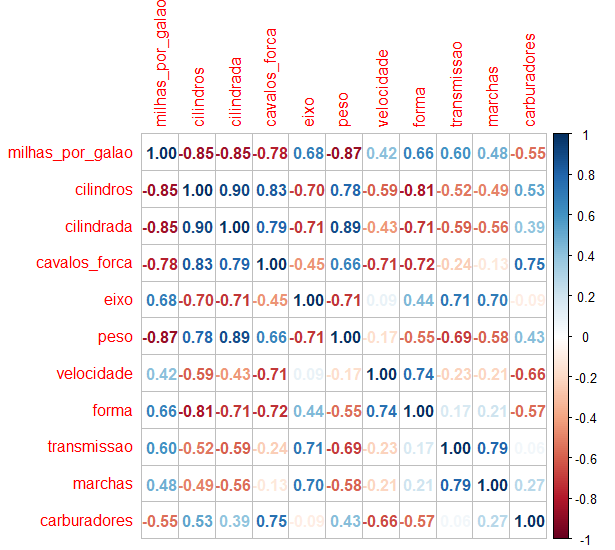 milhas_por_galao cilindros cilindrada cavalos_forca eixo peso velocidade forma transmissao marchas carburadores
milhas_por_galao 1.00 -0.85 -0.85 -0.78 0.68 -0.87 0.42 0.66 0.60 0.48 -0.55
cilindros -0.85 1.00 0.90 0.83 -0.70 0.78 -0.59 -0.81 -0.52 -0.49 0.53
cilindrada -0.85 0.90 1.00 0.79 -0.71 0.89 -0.43 -0.71 -0.59 -0.56 0.39
cavalos_forca -0.78 0.83 0.79 1.00 -0.45 0.66 -0.71 -0.72 -0.24 -0.13 0.75
eixo 0.68 -0.70 -0.71 -0.45 1.00 -0.71 0.09 0.44 0.71 0.70 -0.09
peso -0.87 0.78 0.89 0.66 -0.71 1.00 -0.17 -0.55 -0.69 -0.58 0.43
velocidade 0.42 -0.59 -0.43 -0.71 0.09 -0.17 1.00 0.74 -0.23 -0.21 -0.66
forma 0.66 -0.81 -0.71 -0.72 0.44 -0.55 0.74 1.00 0.17 0.21 -0.57
transmissao 0.60 -0.52 -0.59 -0.24 0.71 -0.69 -0.23 0.17 1.00 0.79 0.06
marchas 0.48 -0.49 -0.56 -0.13 0.70 -0.58 -0.21 0.21 0.79 1.00 0.27
carburadores -0.55 0.53 0.39 0.75 -0.09 0.43 -0.66 -0.57 0.06 0.27 1.00
1
0.8
0.6
0.4
0.2
0
-0.2
-0.4
-0.6
-0.8
-1